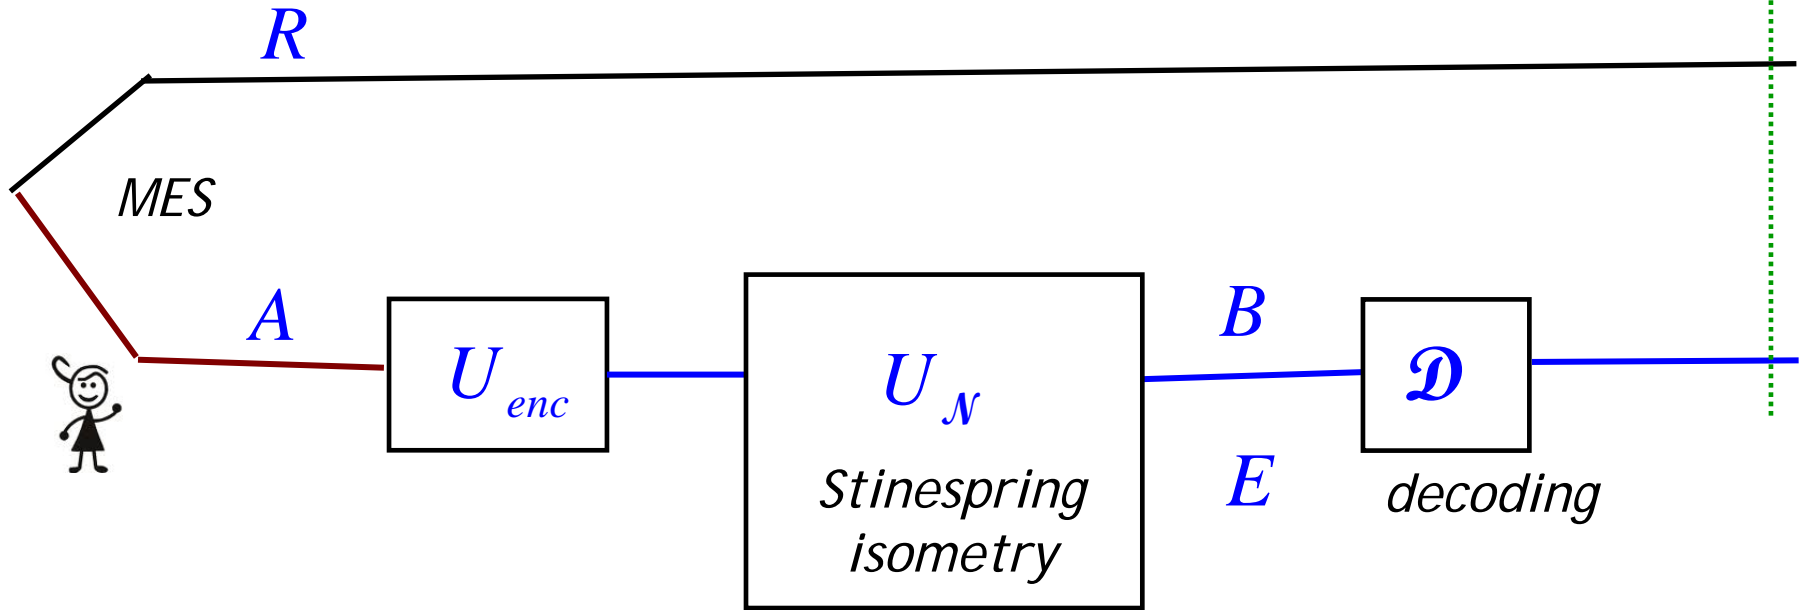 R
MES
A
U enc
U 𝒩
Stinespring
isometry
B
E
𝒟
decoding